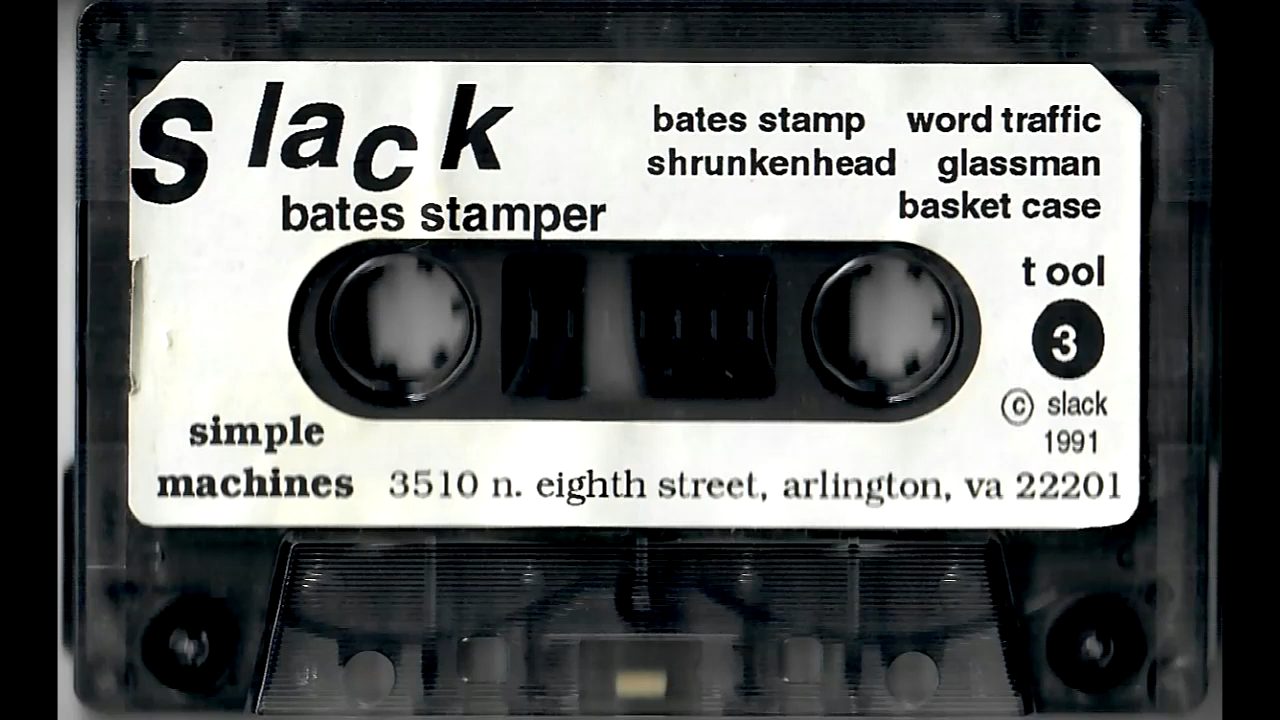 slack
bates stamper
bates stamp word traffic
shrunkenhead glassman
basket case
t ool
3
© slack
1991
simple
machines 3510 n. eighth street, arlington, va 22201